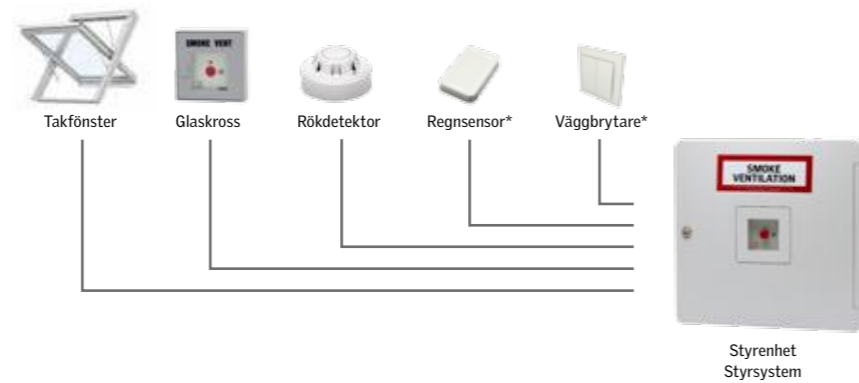 SMOKE VENT
Takfönster
Glaskross
Rökdetektor
Regnsensor*
Väggbrytare*
SMOKE
VENTILATION
Styrenhet
Styrsystem